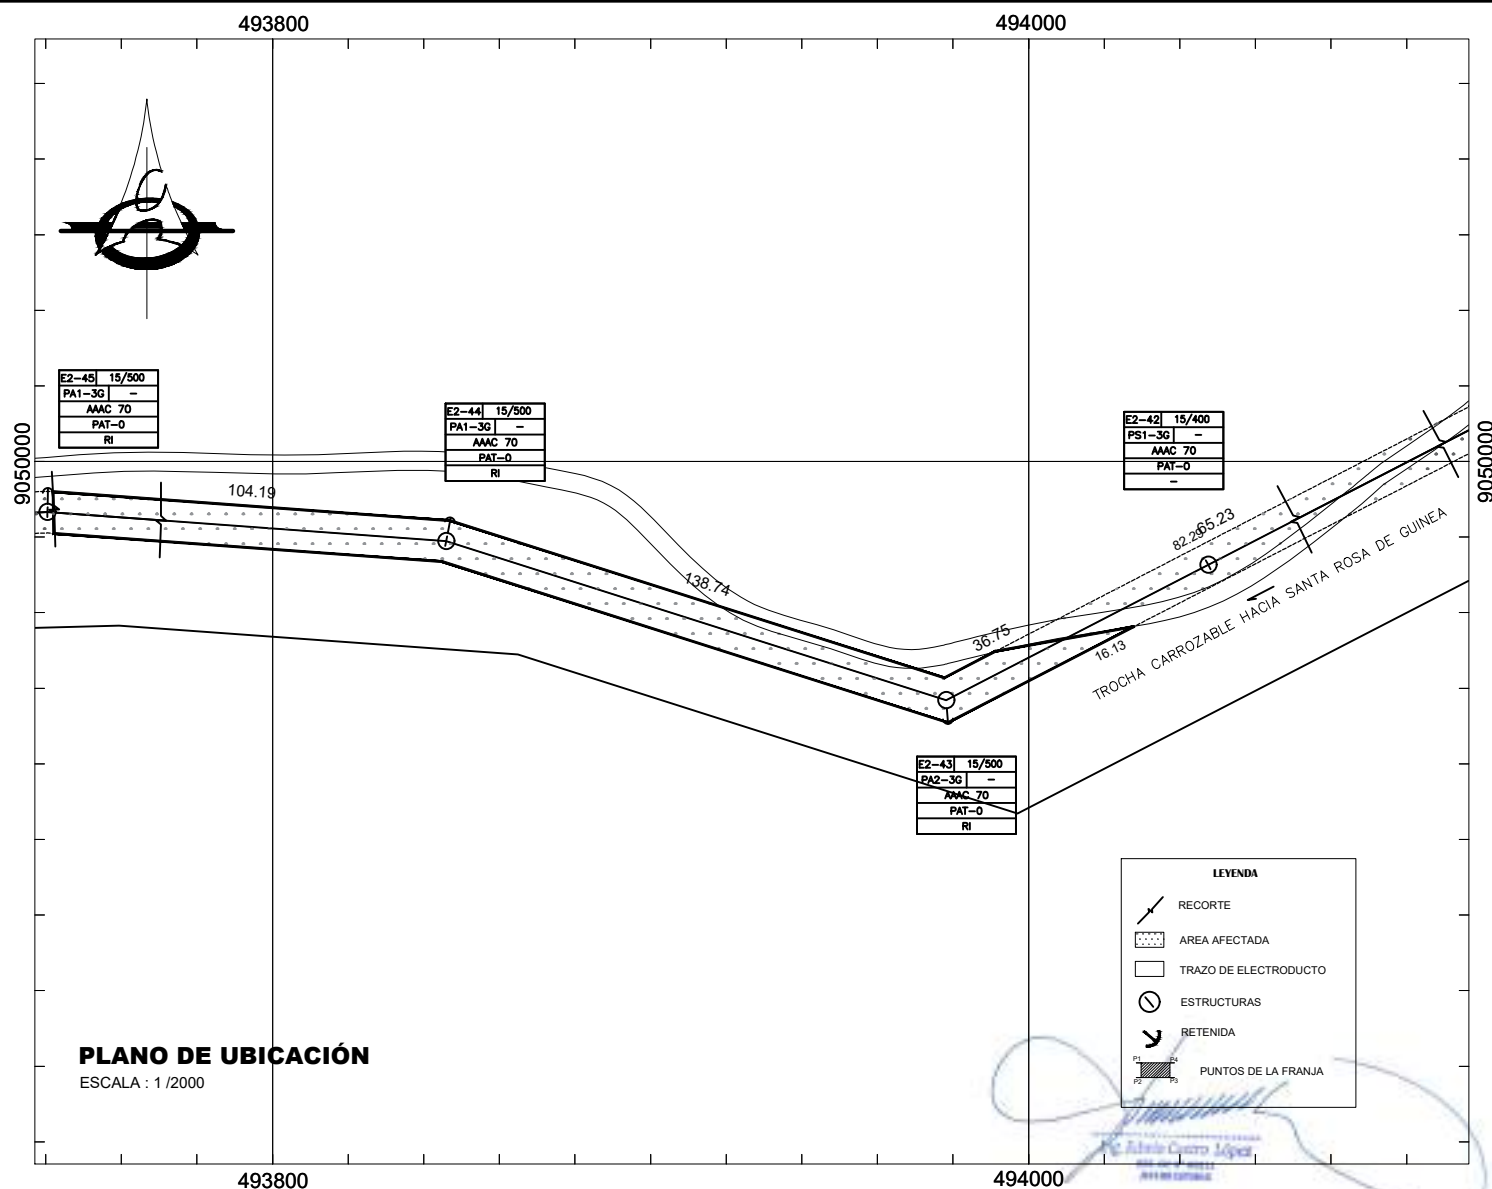 493800
494000
9050000
9050000
E2-45 15/500
PA1-3G -
AAAC 70
PAT-0
RI
E2-44 15/500
PA1-3G -
AAAC 70
PAT-0
RI
E2-42 15/400
PS1-3G -
AAAC 70
PAT-0
-
104.19
138.74
36.75
82.29
65.23
16.13
TROCHA CARROZABLE HACIA SANTA ROSA DE GUINEA
E2-43 15/500
PA2-3G -
AAAC 70
PAT-0
RI
LEYENDA
RECORTE
AREA AFECTADA
TRAZO DE ELECTRODUCTO
ESTRUCTURAS
RETENIDA
P1 P4
P2 P3
PUNTOS DE LA FRANJA
PLANO DE UBICACIÓN
ESCALA : 1 /2000
Castro López
493800
494000